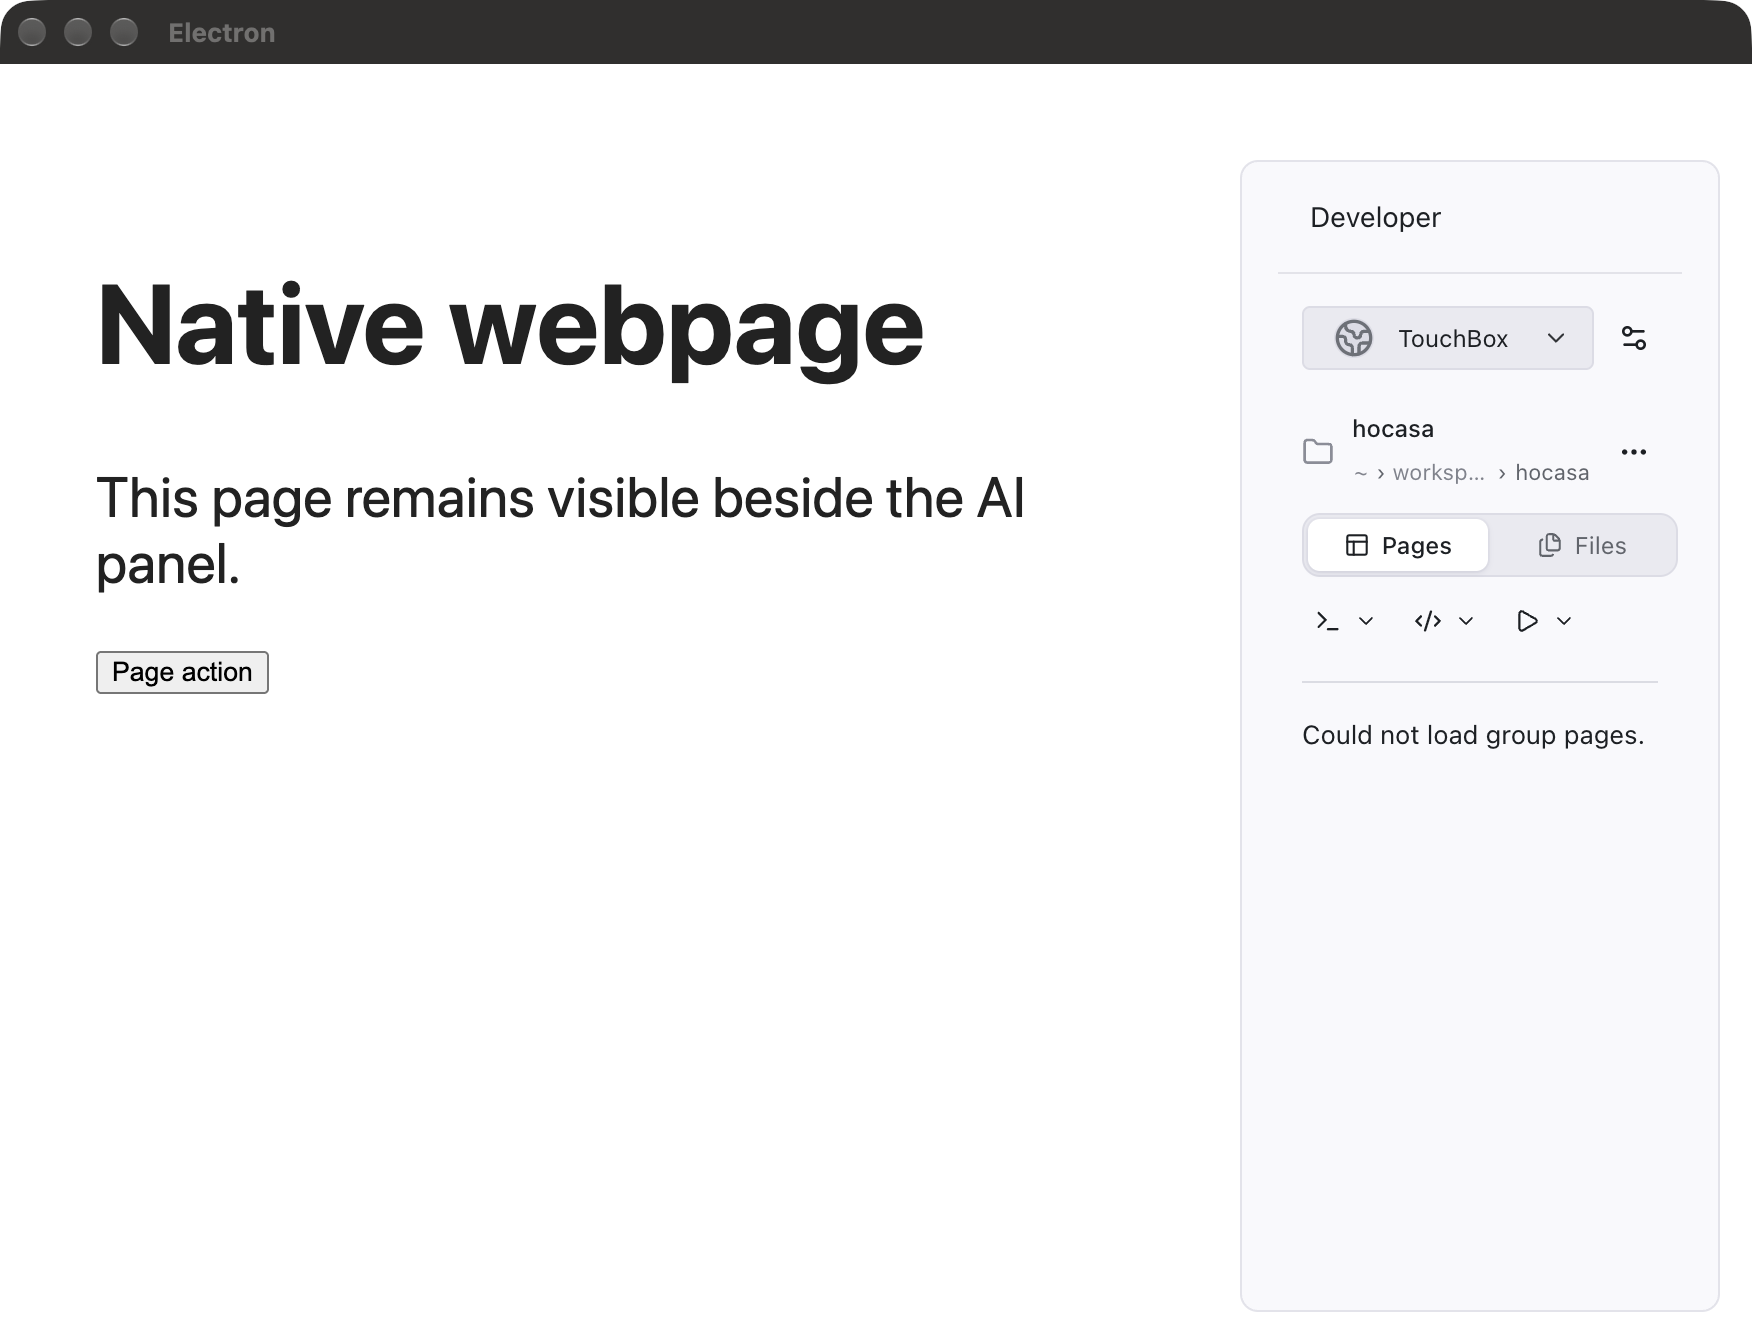 Electron
Native webpage
This page remains visible beside the AI
panel.
Page action
Developer
TouchBox
hocasa
~ › worksp... › hocasa
Pages
Files
Could not load group pages.